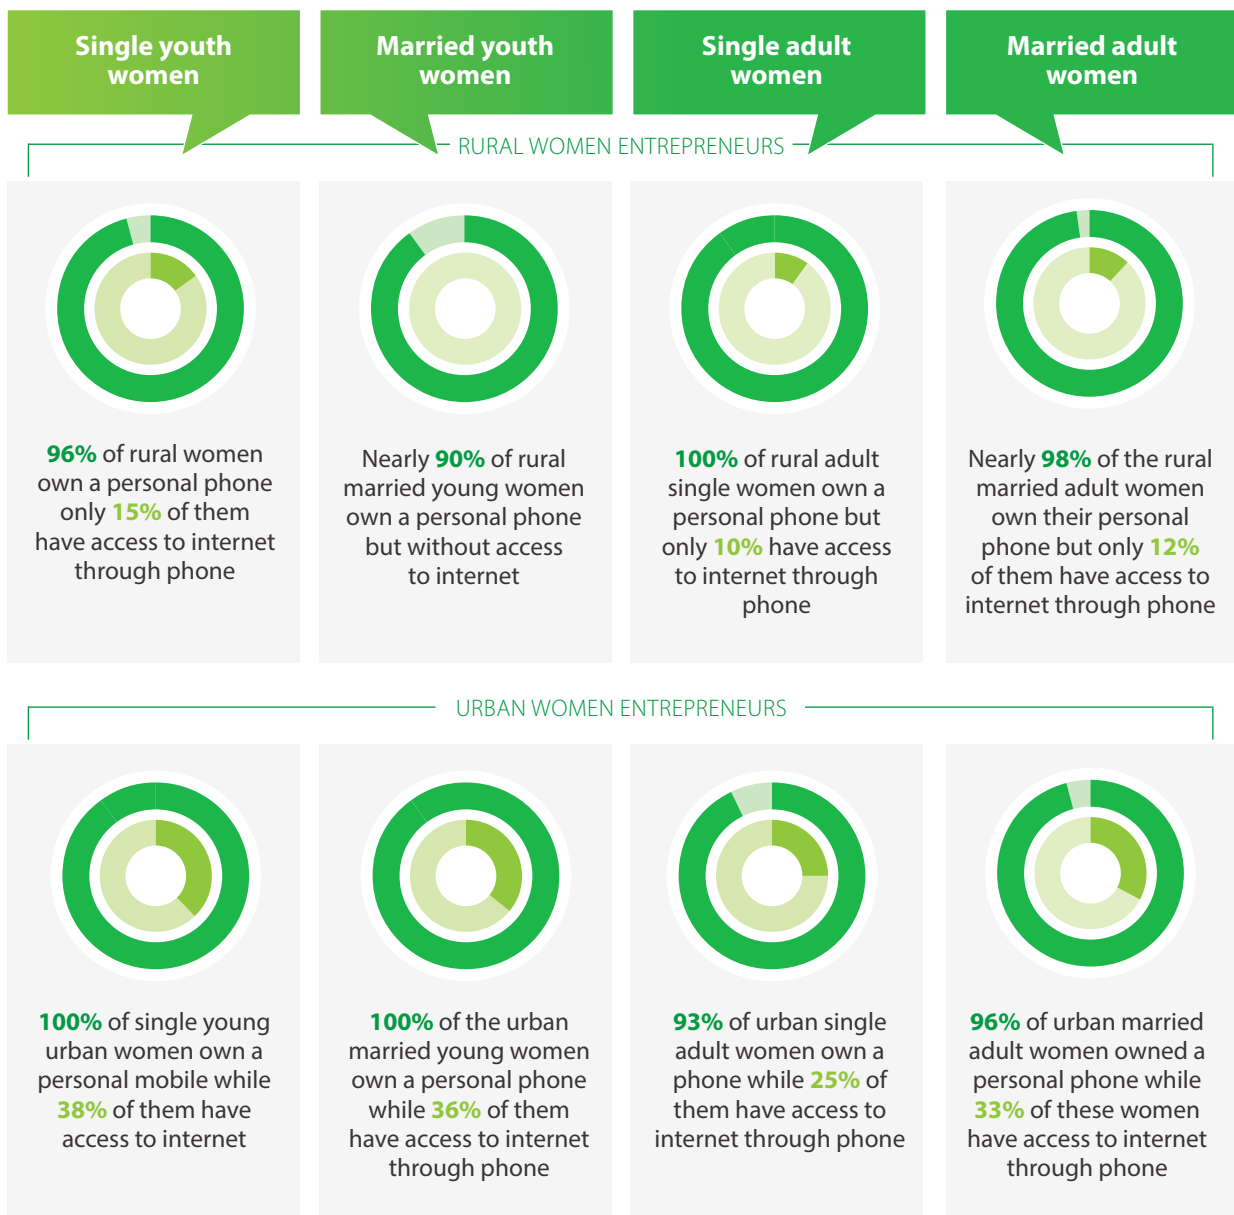 Single youth
women
Married youth
women
Single adult
women
Married adult
women
RURAL WOMEN ENTREPRENEURS
96% of rural women
own a personal phone
only 15% of them
have access to internet
through phone
Nearly 90% of rural
married young women
own a personal phone
but without access
to internet
100% of rural adult
single women own a
personal phone but
only 10% have access
to internet through
phone
Nearly 98% of the rural
married adult women
own their personal
phone but only 12%
of them have access to
internet through phone
URBAN WOMEN ENTREPRENEURS
100% of single young
urban women own a
personal mobile while
38% of them have
access to internet
100% of the urban
married young women
own a personal phone
while 36% of them
have access to internet
through phone
93% of urban single
adult women own a
phone while 25% of
them have access to
internet through phone
96% of urban married
adult women owned a
personal phone while
33% of these women
have access to internet
through phone